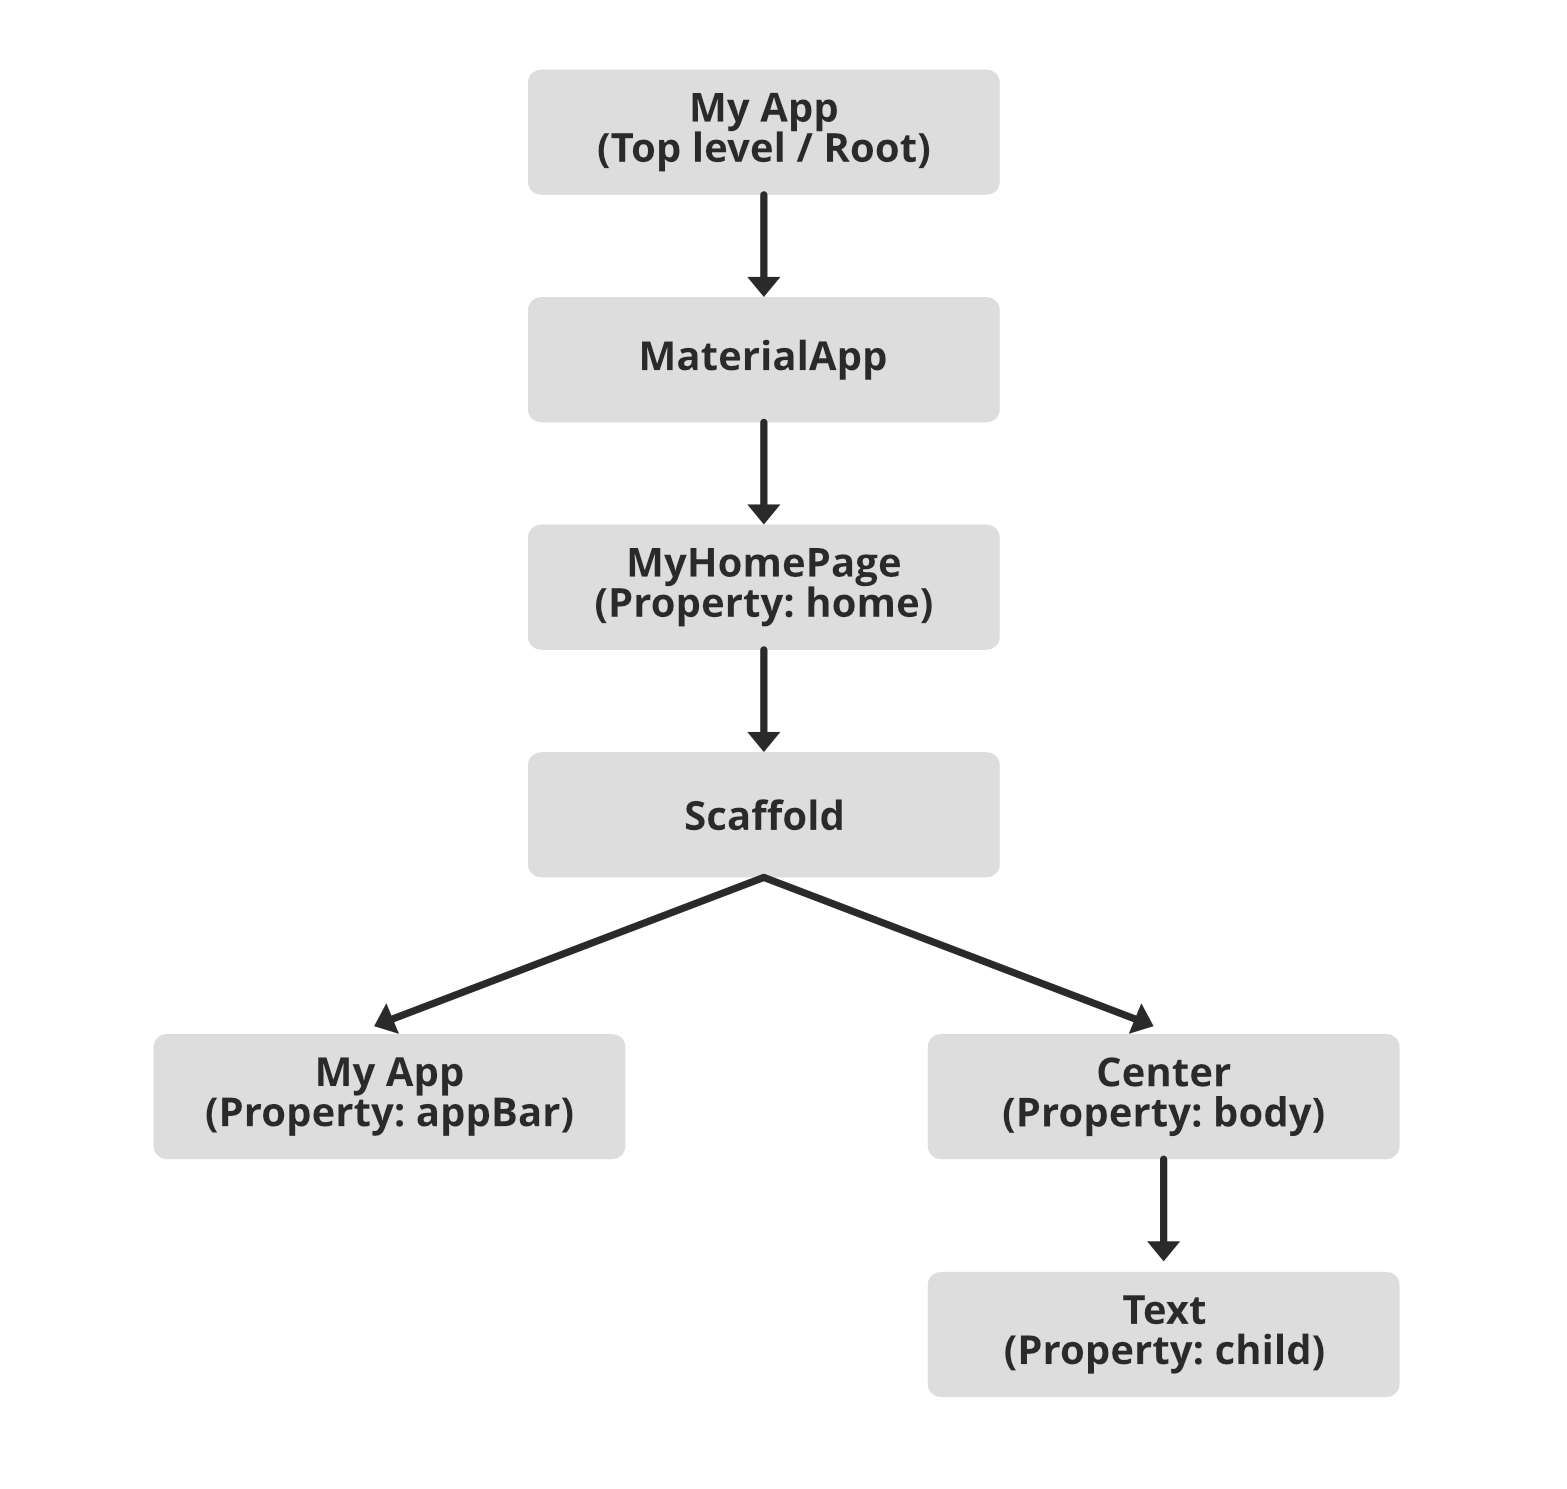 My App
(Top level / Root)
MaterialApp
MyHomePage
(Property: home)
Scaffold
My App
(Property: appBar)
Center
(Property: body)
Text
(Property: child)